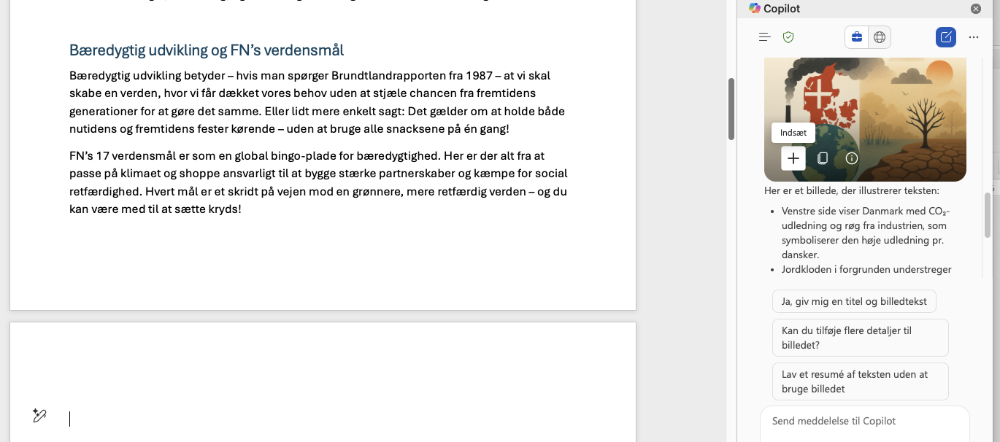 Bæredygtig udvikling og FN's verdensmål
Bæredygtig udvikling betyder – hvis man spørger Brundtlandrapporten fra 1987 – at vi skal
skabe en verden, hvor vi får dækket vores behov uden at stjæle chancen fra fremtidens
generationer for at gøre det samme. Eller lidt mere enkelt sagt: Det gælder om at holde både
nutidens og fremtidens fester kørende – uden at bruge alle snacksene på én gang!
FN's 17 verdensmål er som en global bingo-plade for bæredygtighed. Her er der alt fra at
passe på klimaet og shoppe ansvarligt til at bygge stærke partnerskaber og kæmpe for social
retfærdighed. Hvert mål er et skridt på vejen mod en grønnere, mere retfærdig verden – og du
kan være med til at sætte kryds!
Copilot
Indsæt
Her er et billede, der illustrerer teksten:
• Venstre side viser Danmark med CO₂-
udledning og røg fra industrien, som
symboliserer den høje udledning pr.
dansker.
• Jordkloden i forgrunden understreger
Ja, giv mig en titel og billedtekst
Kan du tilføje flere detaljer til
billedet?
Lav et resumé af teksten uden at
bruge billedet
Send meddelelse til Copilot